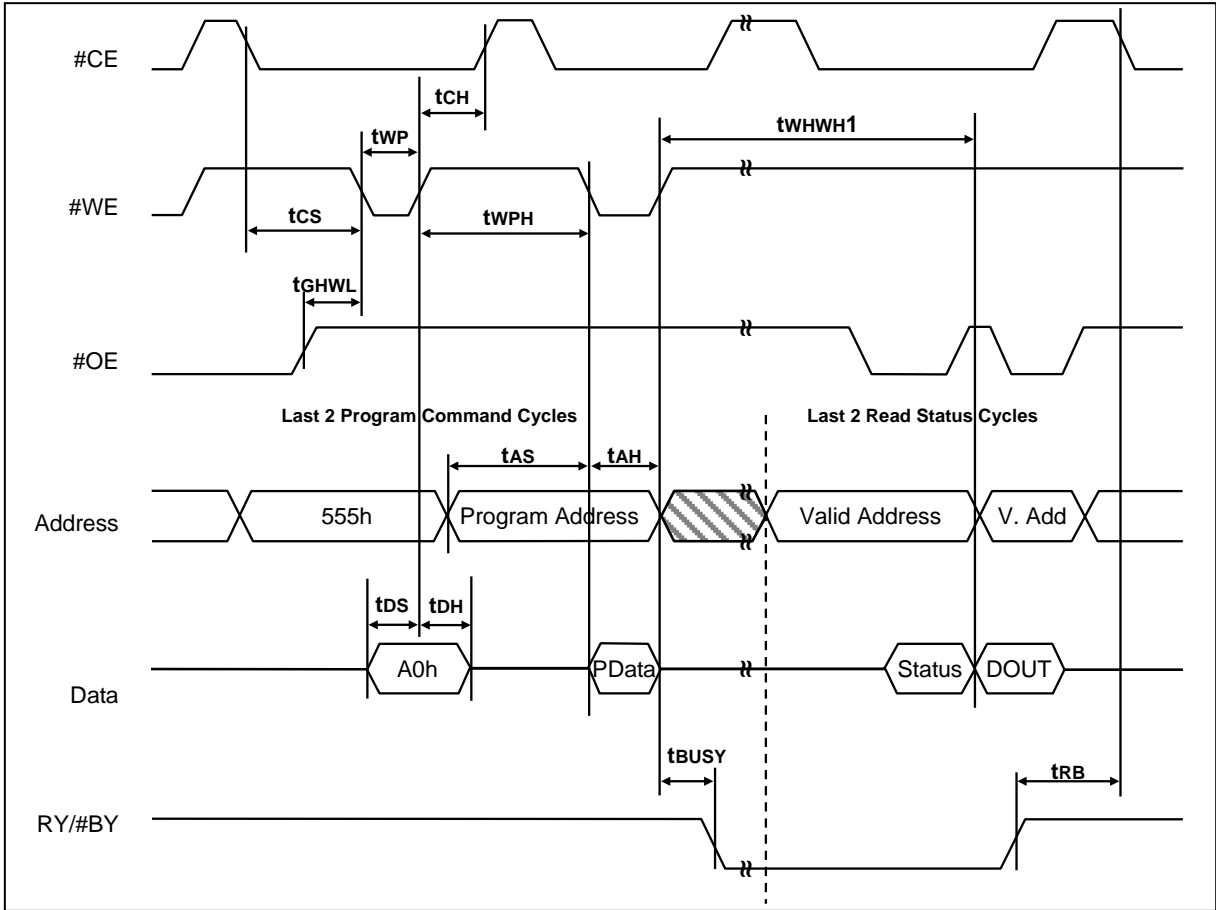 #CE
tCH
tWHWH1
tWP
#WE
tCS
tWPH
tGHWL
#OE
Last 2 Program Command Cycles
Last 2 Read Status Cycles
tAS
tAH
Address
555h
Program Address
Valid Address
V. Add
tDS
tDH
A0h
PData
Status
DOUT
Data
tBUSY
tRB
RY/#BY